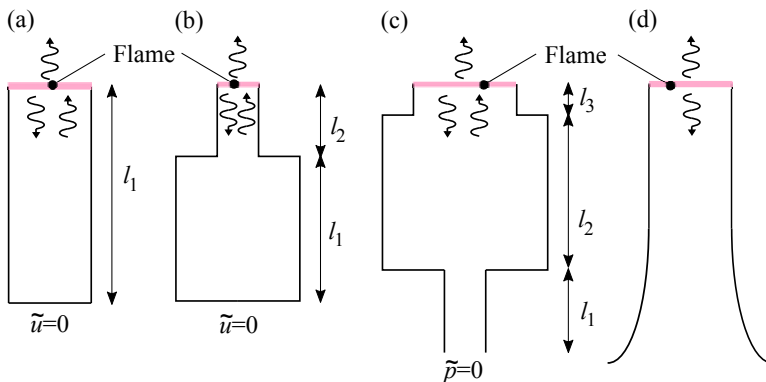 (a) (b) (c) (d)
Flame Flame
l₁ l₂ l₁ l₃ l₂ l₁
ũ=0 ũ=0 p̃=0